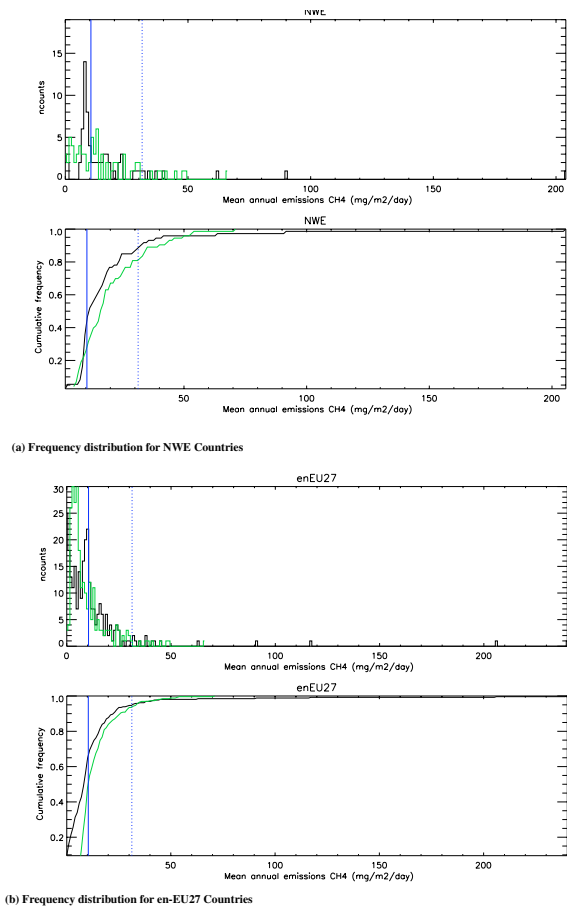 NWE
ncounts
15
10
5
0
0 50 100 150 200
Mean annual emissions CH4 (mg/m2/day)
NWE
Cumulative frequency
1.0
0.8
0.6
0.4
0.2
50 100 150 200
Mean annual emissions CH4 (mg/m2/day)
(a) Frequency distribution for NWE Countries
enEU27
ncounts
30
25
20
15
10
5
0
0 50 100 150 200
Mean annual emissions CH4 (mg/m2/day)
enEU27
Cumulative frequency
1.0
0.8
0.6
0.4
0.2
50 100 150 200
Mean annual emissions CH4 (mg/m2/day)
(b) Frequency distribution for en-EU27 Countries